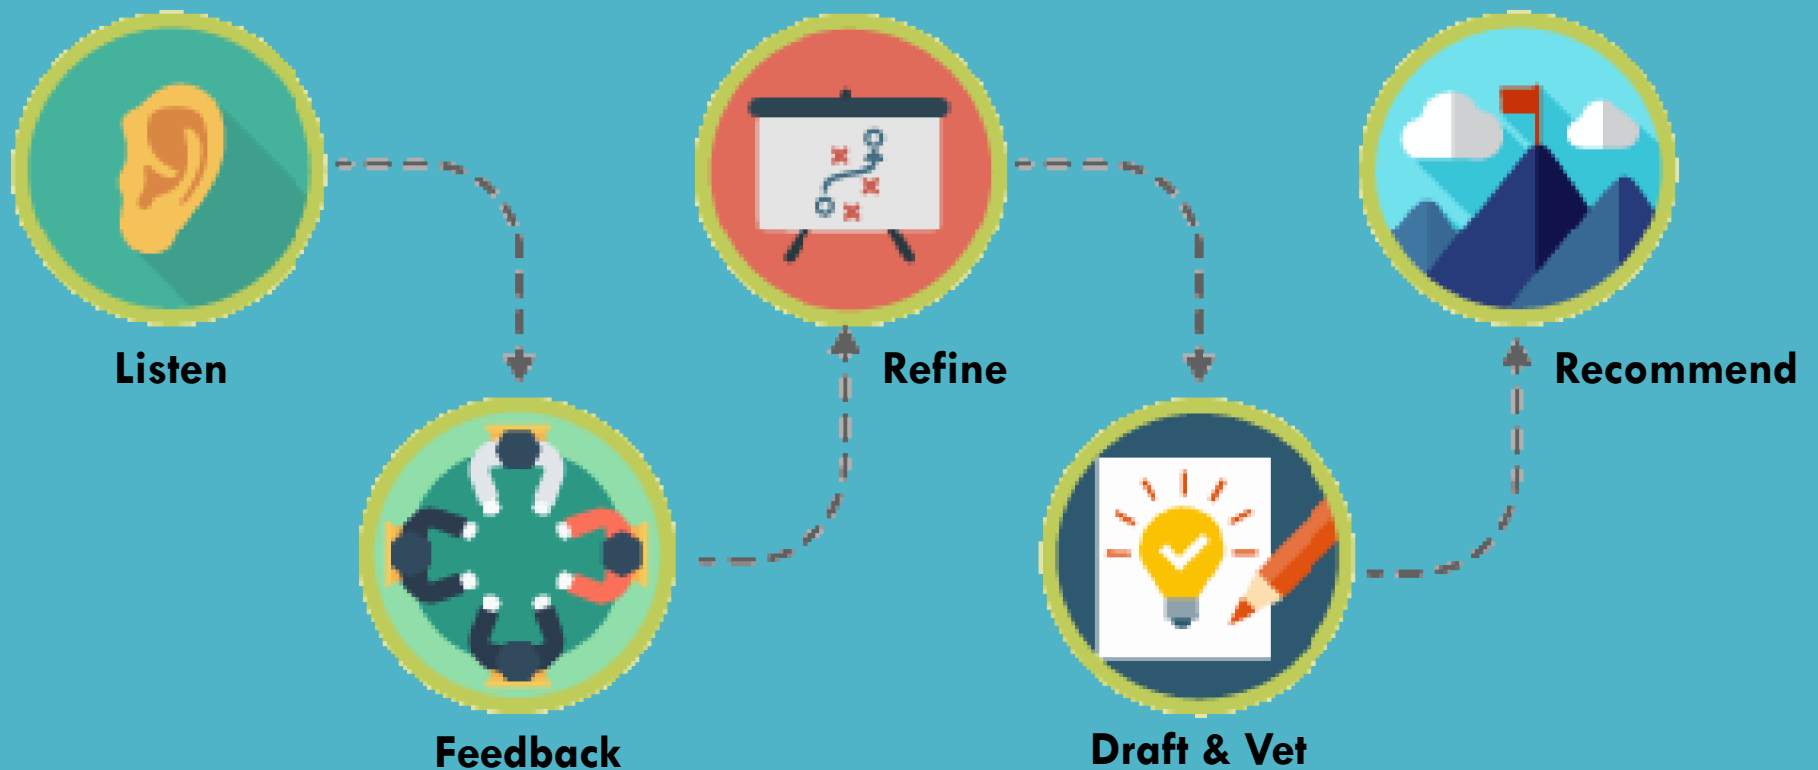 Listen
Feedback
Refine
Draft & Vet
Recommend